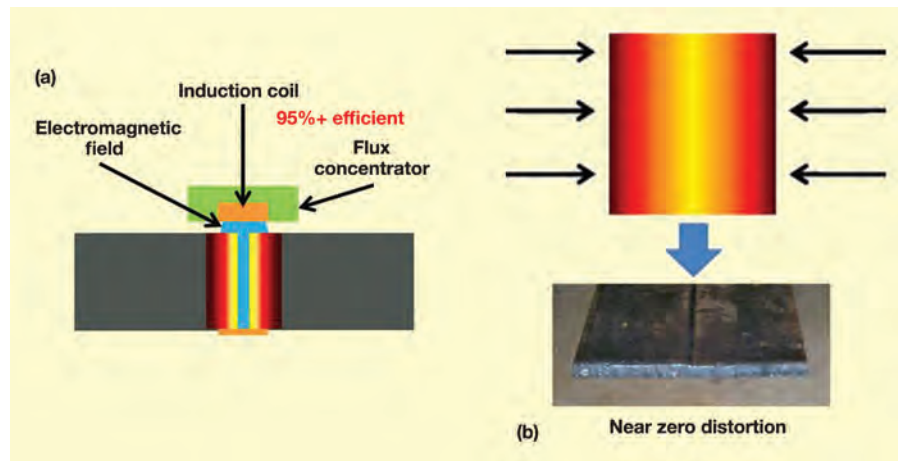 (a)
Induction coil
95%+ efficient
Electromagnetic
field
Flux
concentrator
(b)
Near zero distortion